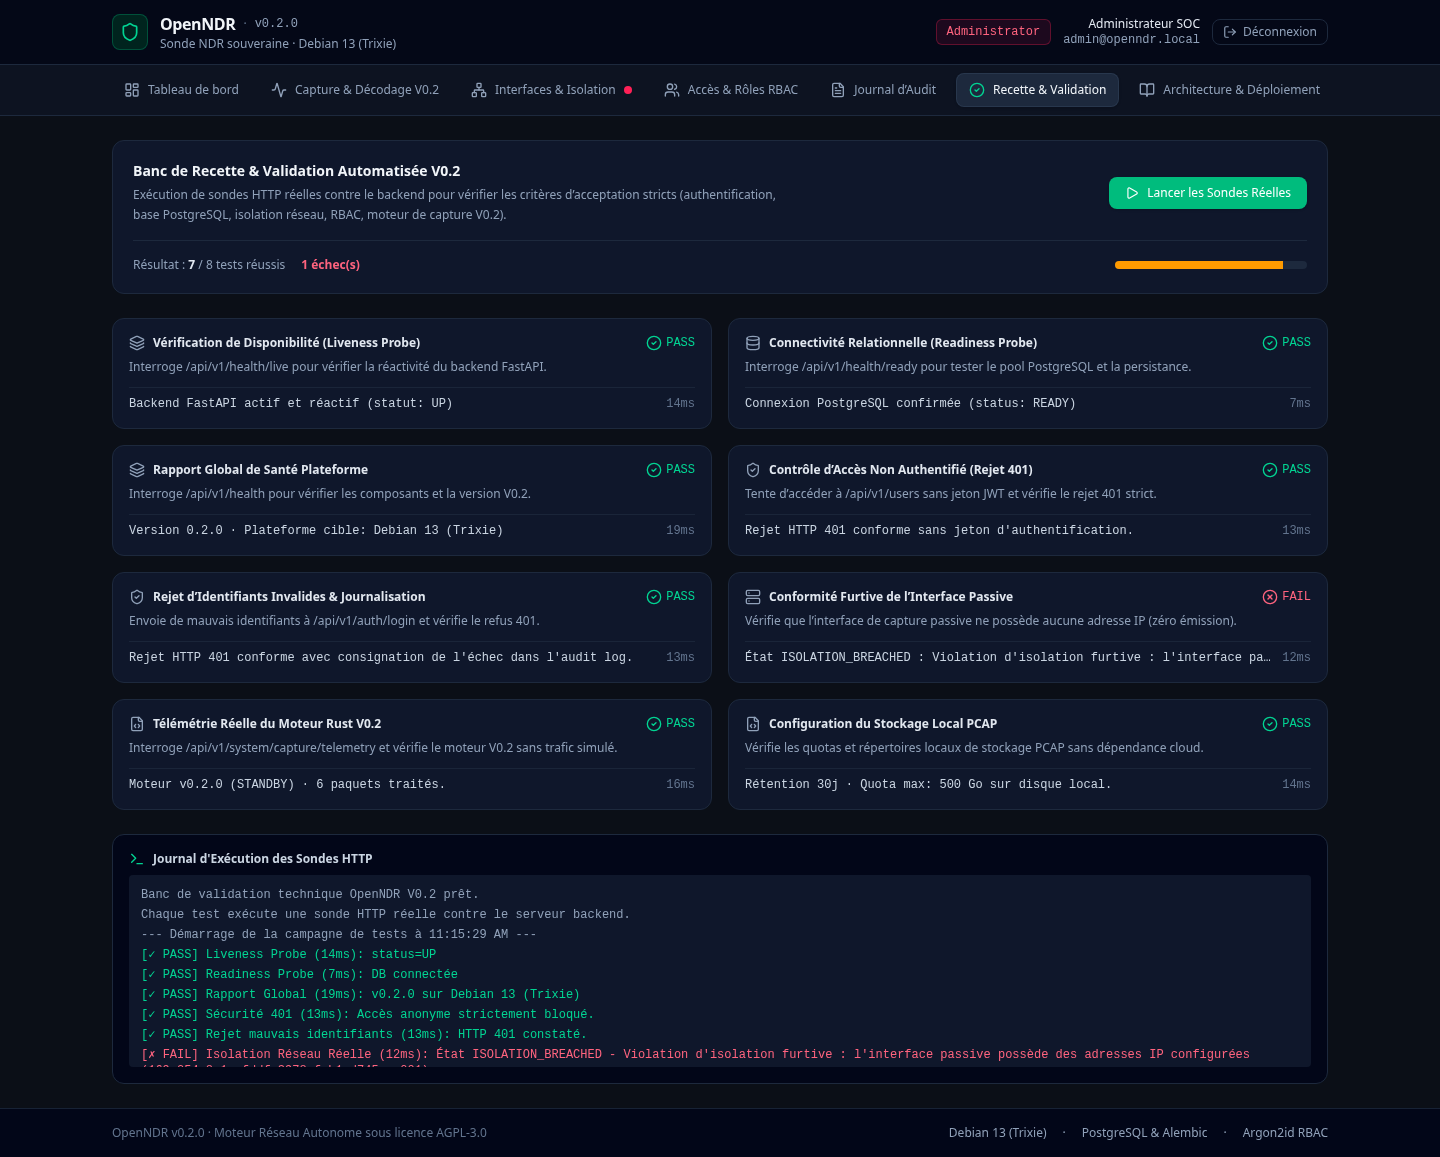 OpenNDR · v0.2.0
Sonde NDR souveraine · Debian 13 (Trixie)
Administrator
Administrateur SOC
admin@openndr.local
Déconnexion
Tableau de bord
Capture & Décodage V0.2
Interfaces & Isolation
Accès & Rôles RBAC
Journal d’Audit
Recette & Validation
Architecture & Déploiement
Banc de Recette & Validation Automatisée V0.2
Exécution de sondes HTTP réelles contre le backend pour vérifier les critères d’acceptation stricts (authentification,
base PostgreSQL, isolation réseau, RBAC, moteur de capture V0.2).
Lancer les Sondes Réelles
Résultat : 7 / 8 tests réussis 1 échec(s)
Vérification de Disponibilité (Liveness Probe) PASS
Interroge /api/v1/health/live pour vérifier la réactivité du backend FastAPI.
Backend FastAPI actif et réactif (statut: UP) 14ms
Connectivité Relationnelle (Readiness Probe) PASS
Interroge /api/v1/health/ready pour tester le pool PostgreSQL et la persistance.
Connexion PostgreSQL confirmée (status: READY) 7ms
Rapport Global de Santé Plateforme PASS
Interroge /api/v1/health pour vérifier les composants et la version V0.2.
Version 0.2.0 · Plateforme cible: Debian 13 (Trixie) 19ms
Contrôle d’Accès Non Authentifié (Rejet 401) PASS
Tente d’accéder à /api/v1/users sans jeton JWT et vérifie le rejet 401 strict.
Rejet HTTP 401 conforme sans jeton d'authentification. 13ms
Rejet d’Identifiants Invalides & Journalisation PASS
Envoie de mauvais identifiants à /api/v1/auth/login et vérifie le refus 401.
Rejet HTTP 401 conforme avec consignation de l'échec dans l'audit log. 13ms
Conformité Furtive de l’Interface Passive FAIL
Vérifie que l’interface de capture passive ne possède aucune adresse IP (zéro émission).
État ISOLATION_BREACHED : Violation d'isolation furtive : l'interface pa… 12ms
Télémétrie Réelle du Moteur Rust V0.2 PASS
Interroge /api/v1/system/capture/telemetry et vérifie le moteur V0.2 sans trafic simulé.
Moteur v0.2.0 (STANDBY) · 6 paquets traités. 16ms
Configuration du Stockage Local PCAP PASS
Vérifie les quotas et répertoires locaux de stockage PCAP sans dépendance cloud.
Rétention 30j · Quota max: 500 Go sur disque local. 14ms
Journal d'Exécution des Sondes HTTP
Banc de validation technique OpenNDR V0.2 prêt.
Chaque test exécute une sonde HTTP réelle contre le serveur backend.
--- Démarrage de la campagne de tests à 11:15:29 AM ---
[✓ PASS] Liveness Probe (14ms): status=UP
[✓ PASS] Readiness Probe (7ms): DB connectée
[✓ PASS] Rapport Global (19ms): v0.2.0 sur Debian 13 (Trixie)
[✓ PASS] Sécurité 401 (13ms): Accès anonyme strictement bloqué.
[✓ PASS] Rejet mauvais identifiants (13ms): HTTP 401 constaté.
[✗ FAIL] Isolation Réseau Réelle (12ms): État ISOLATION_BREACHED - Violation d'isolation furtive : l'interface passive possède des adresses IP configurées
OpenNDR v0.2.0 · Moteur Réseau Autonome sous licence AGPL-3.0
Debian 13 (Trixie) · PostgreSQL & Alembic · Argon2id RBAC